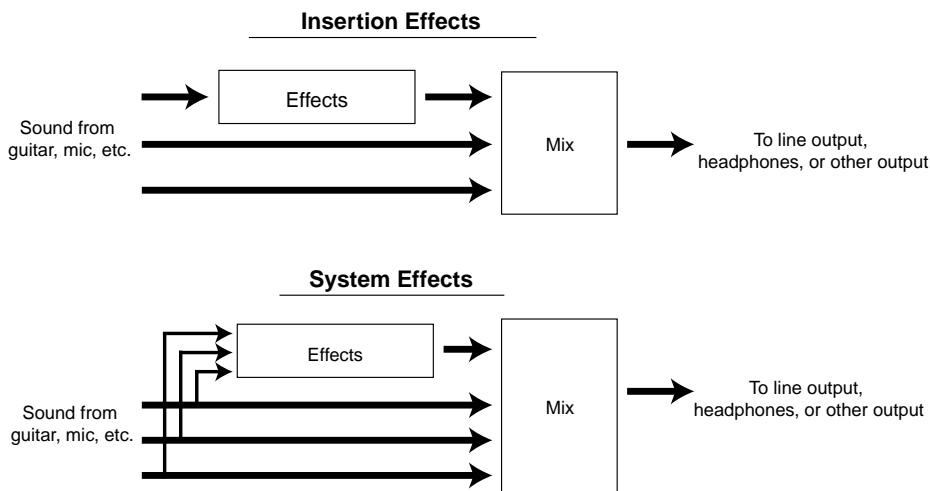 Insertion Effects
Effects
Sound from
guitar, mic, etc.
Mix
To line output,
headphones, or other output
System Effects
Effects
Sound from
guitar, mic, etc.
Mix
To line output,
headphones, or other output